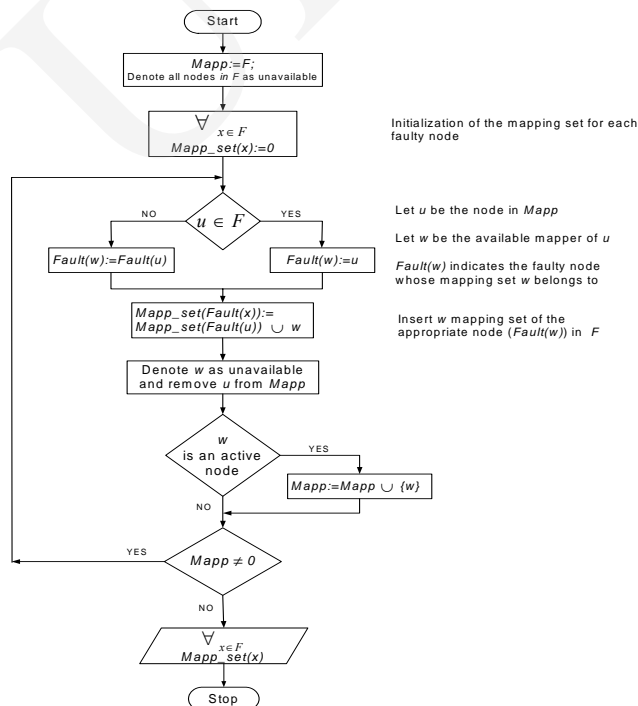 Start
Mapp:=F;
Denote all nodes in F as unavailable
∀
x ∈ F
Mapp_set(x):=0
Initialization of the mapping set for each
faulty node
NO
u ∈ F
YES
Let u be the node in Mapp
Let w be the available mapper of u
Fault(w):=Fault(u)
Fault(w):=u
Fault(w) indicates the faulty node
whose mapping set w belongs to
Mapp_set(Fault(x)):=
Mapp_set(Fault(u)) ∪ w
Insert w mapping set of the
appropriate node (Fault(w)) in F
Denote w as unavailable
and remove u from Mapp
w
is an active
node
YES
Mapp:=Mapp ∪ {w}
NO
YES
Mapp ≠ 0
NO
∀
x∈F
Mapp_set(x)
Stop